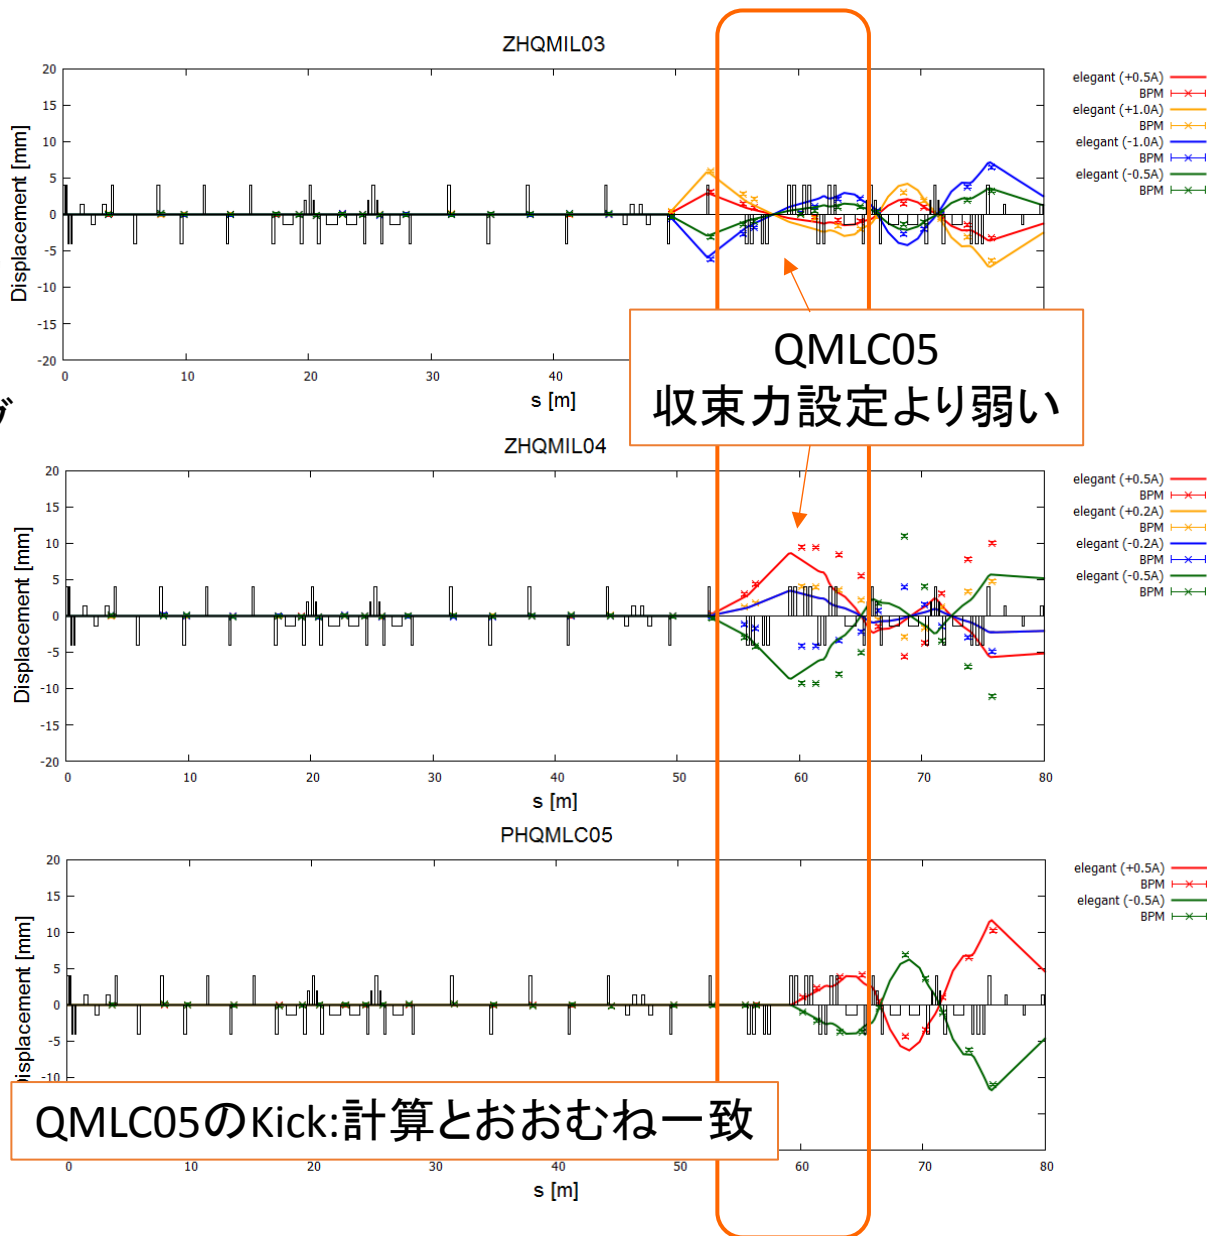 ZHQMIL03
20
15
10
5
0
-5
-10
-15
-20
Displacement [mm]
0
10
20
30
40
s [m]
elegant (+0.5A)
BPM
elegant (+1.0A)
BPM
elegant (-1.0A)
BPM
elegant (-0.5A)
BPM
QMLC05
収束力設定より弱い
ZHQMIL04
20
15
10
5
0
-5
-10
-15
-20
Displacement [mm]
0
10
20
30
40
50
60
70
80
s [m]
elegant (+0.5A)
BPM
elegant (+0.2A)
BPM
elegant (-0.2A)
BPM
elegant (-0.5A)
BPM
PHQMLC05
20
15
10
5
0
-5
-10
Displacement [mm]
0
10
20
30
40
50
60
70
80
s [m]
elegant (+0.5A)
BPM
elegant (-0.5A)
BPM
QMLC05のKick:計算とおおむね一致